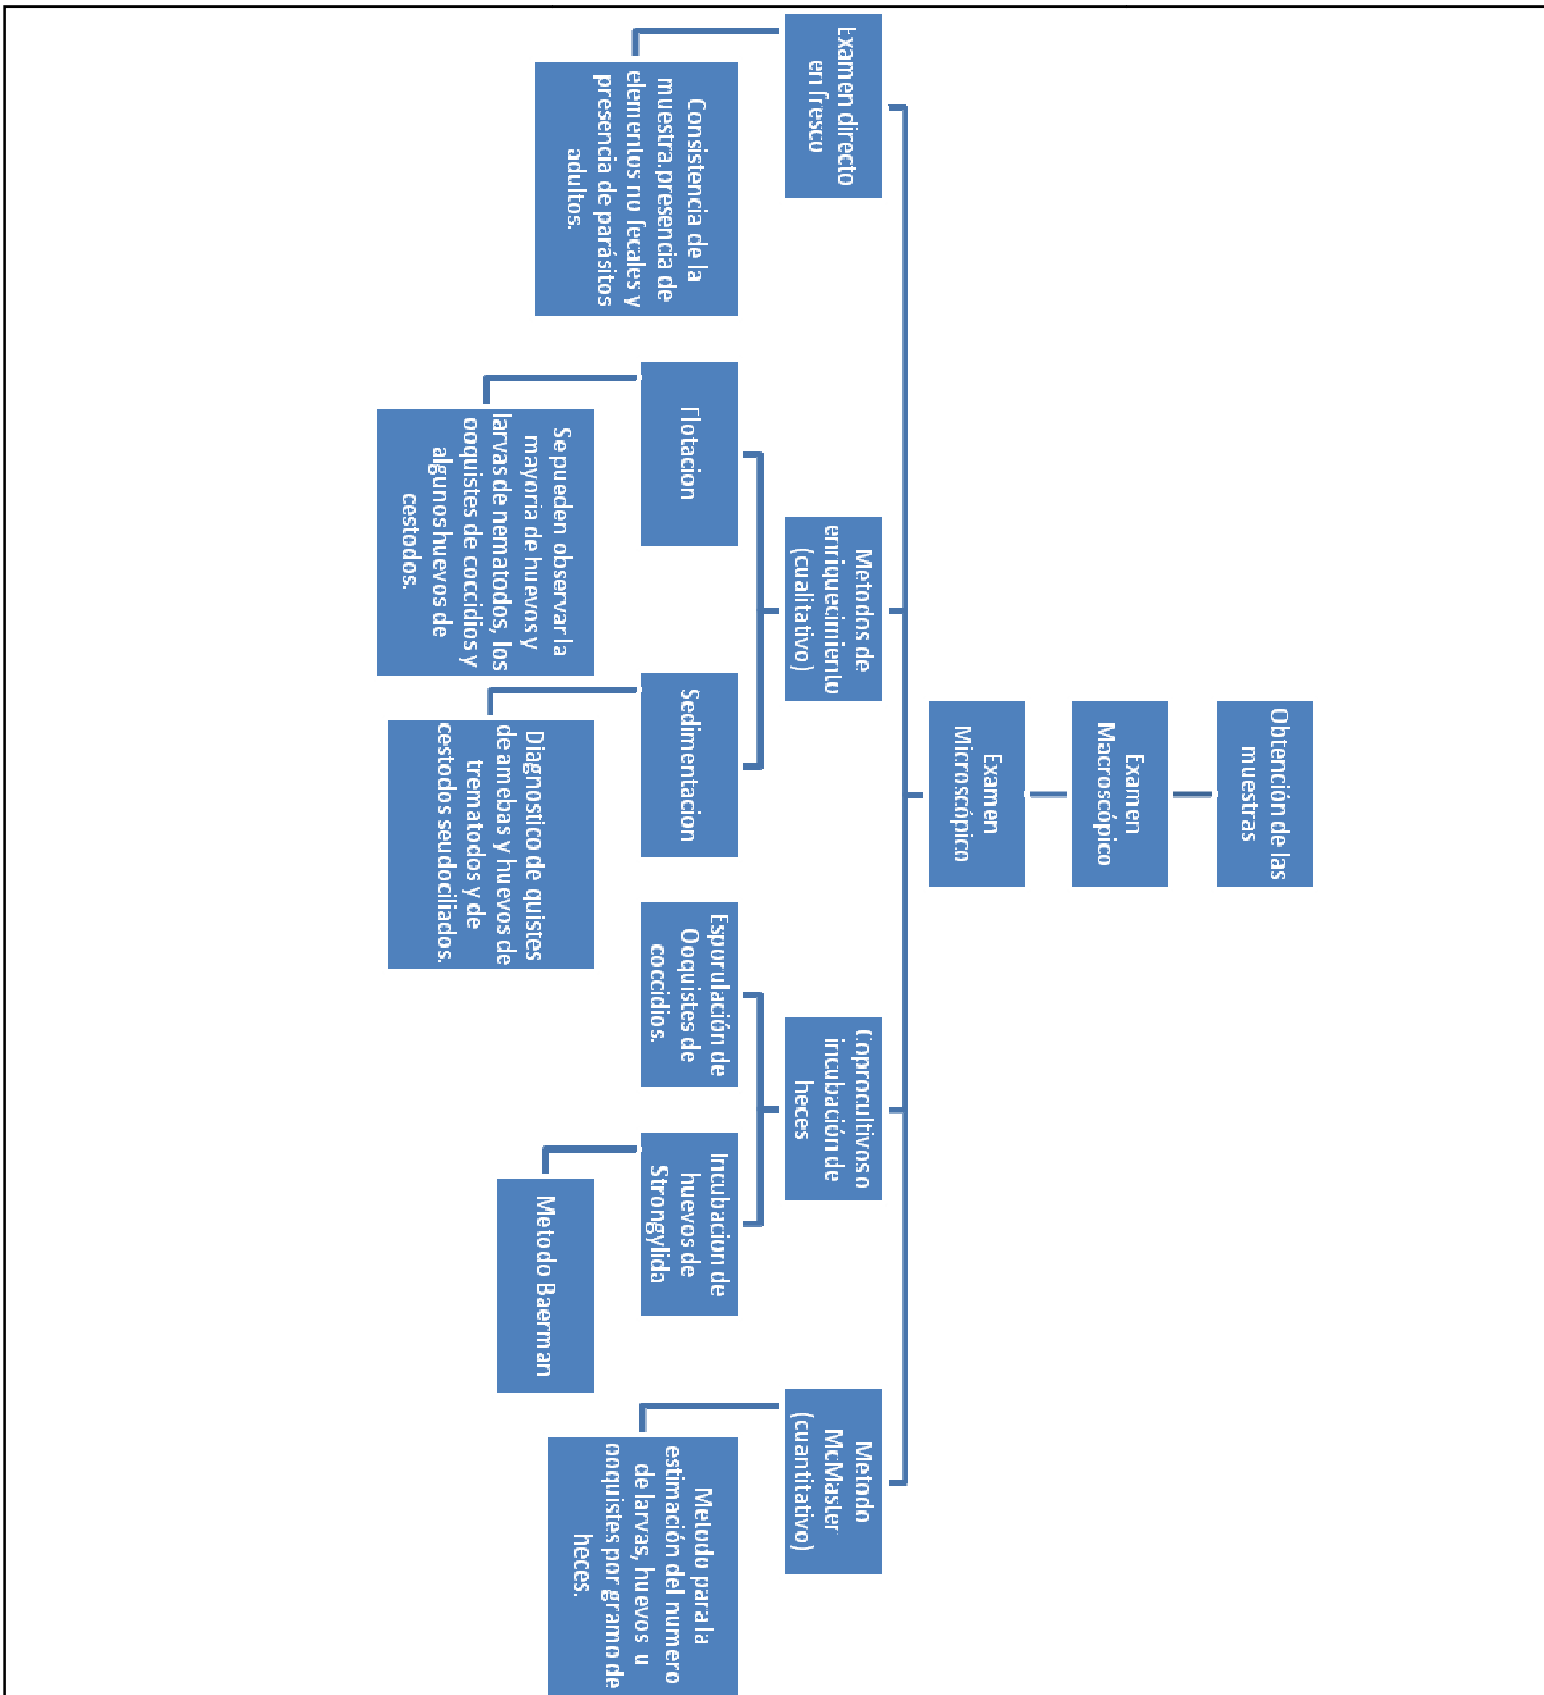 Obtención de las
muestras
Examen
Macroscópico
Examen
Microscópico
Examen directo
en fresco
Consistencia de la
muestra,presencia de
elementos no fecales y
presencia de parásitos
adultos.
Metodos de
enriquecimiento
(cualitativo)
Flotacion
Se pueden observar la
mayoria de huevos y
larvas de nematodos, los
ooquistes de coccidios y
algunos huevos de
cestodos.
Sedimentacion
Diagnostico de quistes
de amebas y huevos de
trematodos y de
cestodos seudociliados.
Coprocultivos o
incubación de
heces
Esporulación de
Ooquistes de
coccidios.
Incubacion de
huevos de
Strongylida
Metodo Baerman
Metodo
McMaster
(cuantitativo)
Metodo para la
estimación del numero
de larvas, huevos u
ooquistes por gramo de
heces.